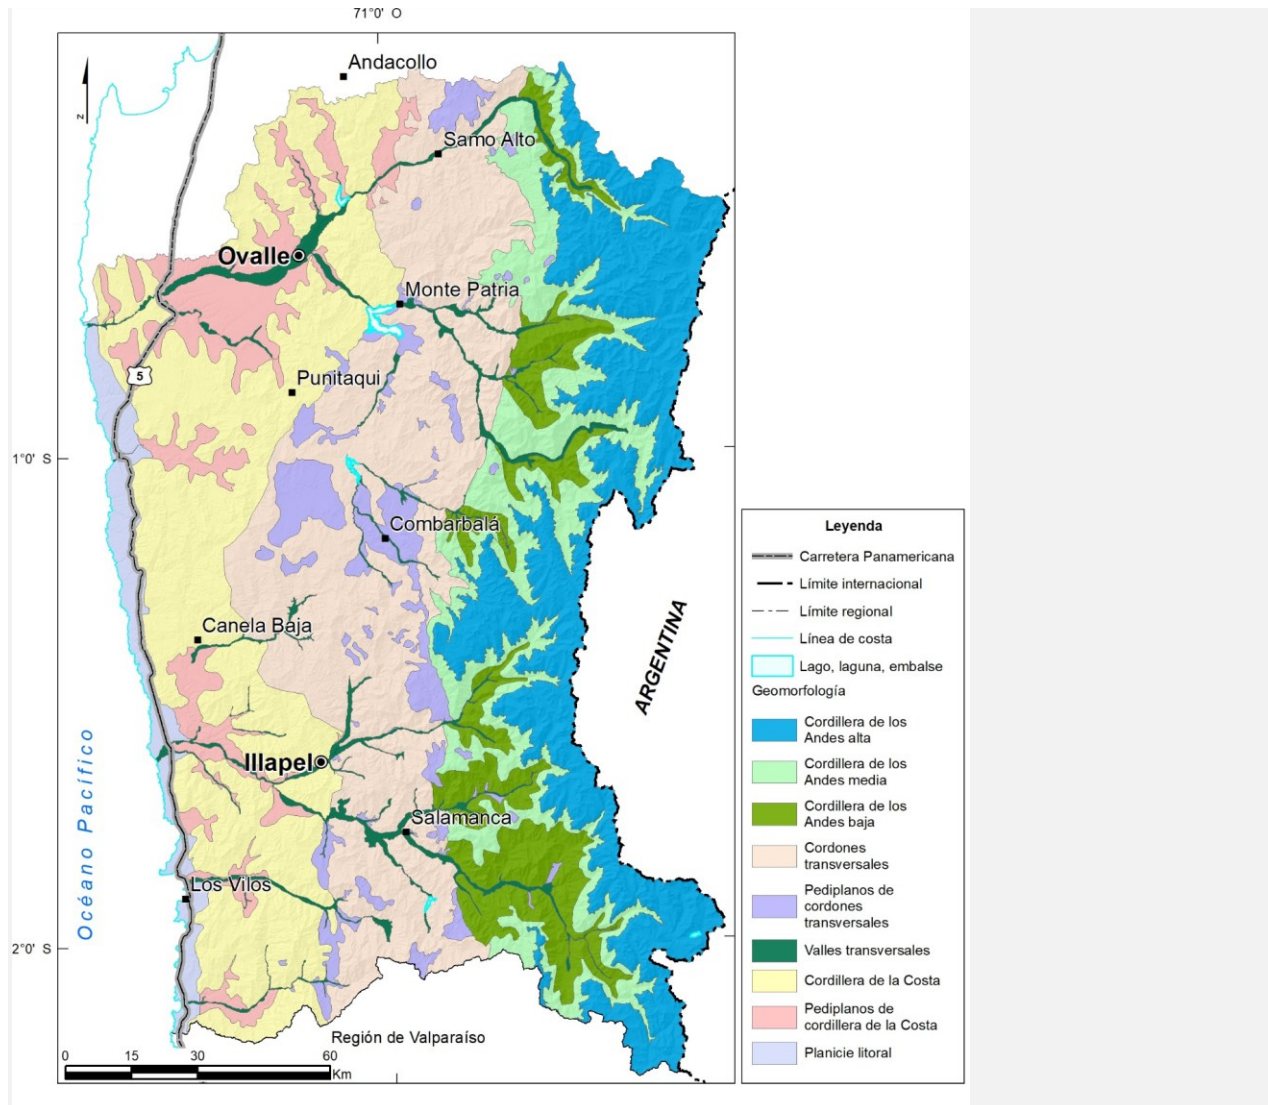 71°0' O
Andacollo
z
Samo Alto
Ovalle
Monte Patria
5
Punitaqui
1°0' S
Combarbalá
Canela Baja
ARGENTINA
Océano Pacífico
Illapel
Salamanca
Los Vilos
2°0' S
Región de Valparaíso
0 15 30 60
Km
Leyenda
Carretera Panamericana
Límite internacional
Límite regional
Línea de costa
Lago, laguna, embalse
Geomorfología
Cordillera de los
Andes alta
Cordillera de los
Andes media
Cordillera de los
Andes baja
Cordones
transversales
Pediplanos de
cordones
transversales
Valles transversales
Cordillera de la Costa
Pediplanos de
cordillera de la Costa
Planicie litoral